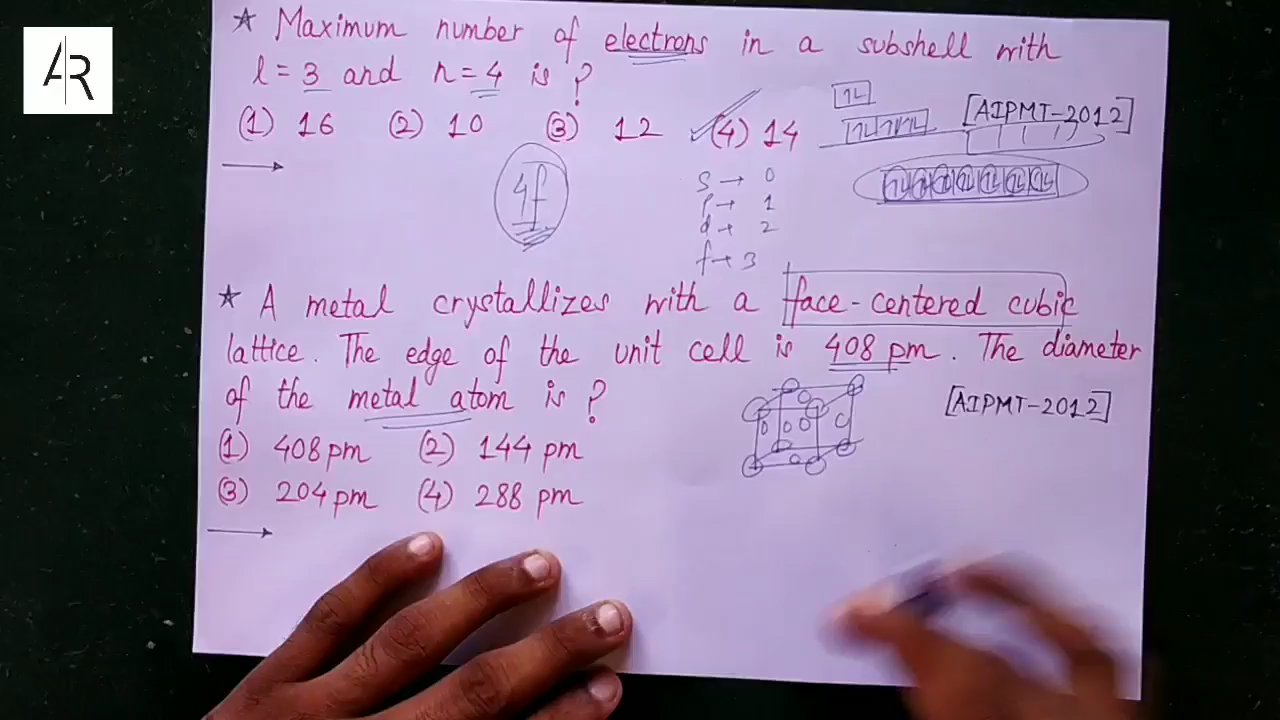 AR
★ Maximum number of electrons in a subshell with
l = 3 and n = 4 is ?
(1) 16 (2) 10 (3) 12 (4) 14
[AIPMT-2012]
4f
s → 0
p → 1
d → 2
f → 3
★ A metal crystallizes with a face-centered cubic
lattice. The edge of the unit cell is 408 pm. The diameter
of the metal atom is ?
[AIPMT-2012]
(1) 408 pm (2) 144 pm
(3) 204 pm (4) 288 pm